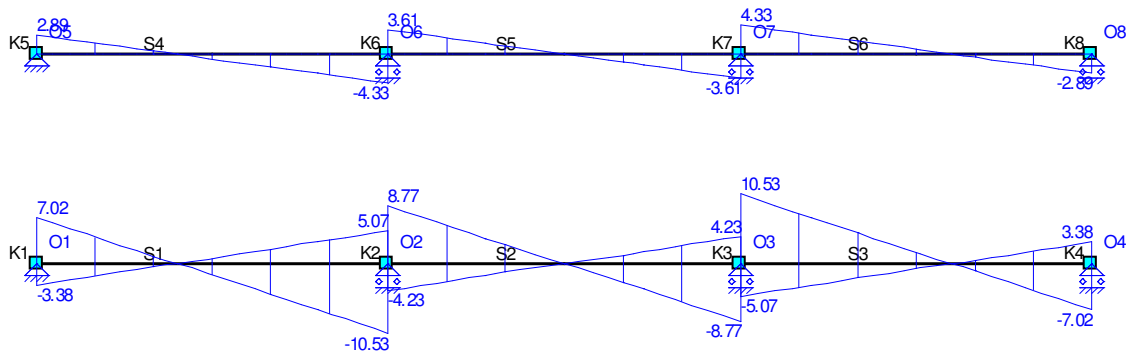 2.89 O5 3.61 O6 4.33 O7 O8
K5 S4 K6 S5 K7 S6 K8
-4.33 -3.61 -2.89
7.02 5.07 8.77 4.23 10.53 3.38
K1 O1 S1 K2 O2 S2 K3 O3 S3 K4 O4
-3.38 -4.23 -5.07
-10.53 -8.77 -7.02